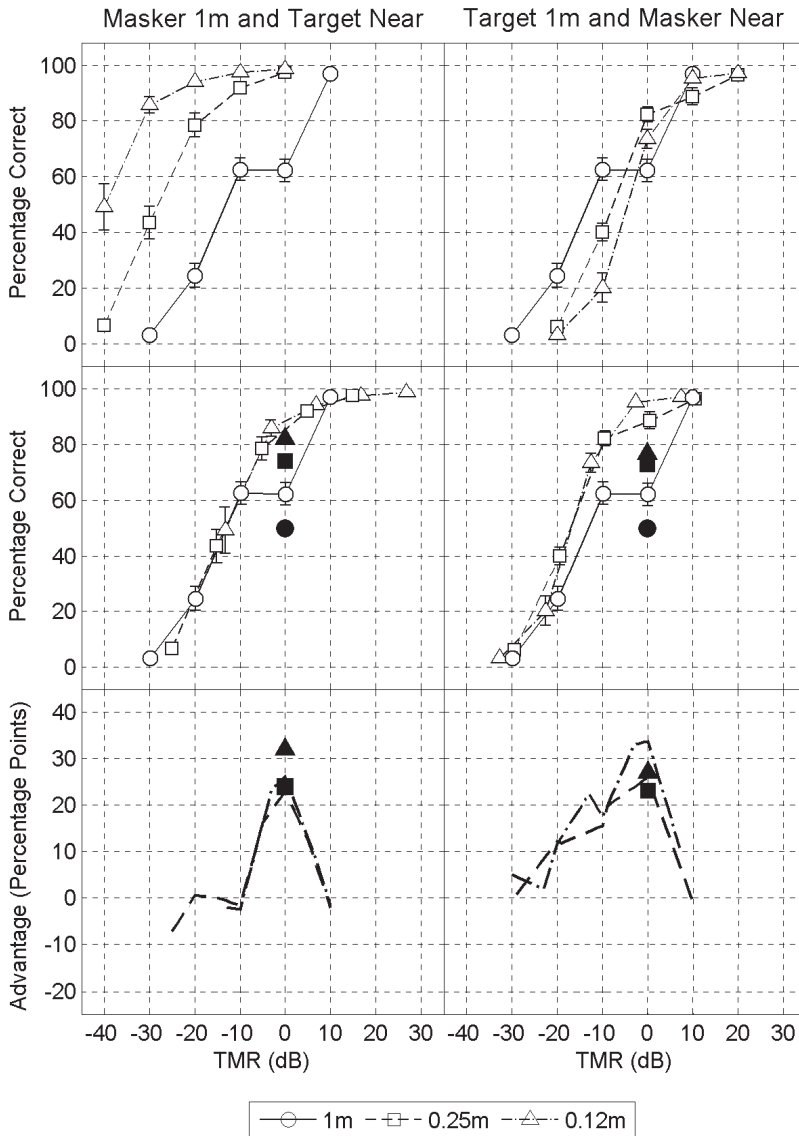 Masker 1m and Target Near
Target 1m and Masker Near
Percentage Correct
100
80
60
40
20
0
Percentage Correct
100
80
60
40
20
0
Advantage (Percentage Points)
40
30
20
10
0
-10
-20
-40 -30 -20 -10 0 10 20 30
-40 -30 -20 -10 0 10 20 30
TMR (dB)
TMR (dB)
1m 0.25m 0.12m